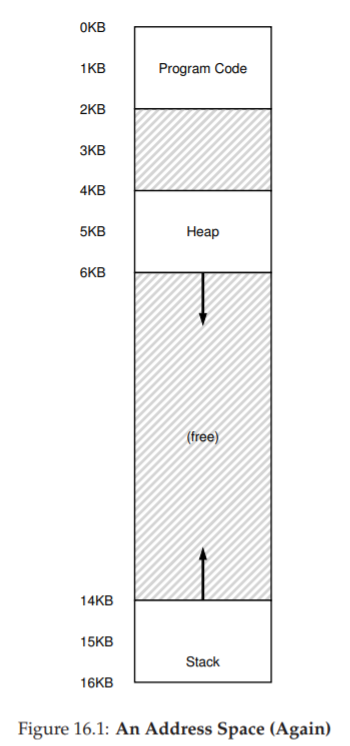 0KB
1KB
Program Code
2KB
3KB
4KB
5KB
Heap
6KB
(free)
14KB
15KB
Stack
16KB
Figure 16.1: An Address Space (Again)